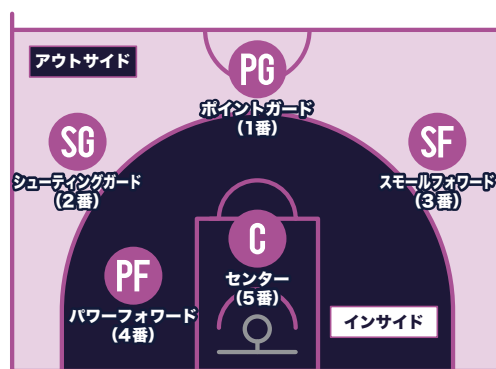 アウトサイド
PG
ポイントガード
(1番)
SG
シューティングガード
(2番)
SF
スモールフォワード
(3番)
C
センター
(5番)
PF
パワーフォワード
(4番)
インサイド